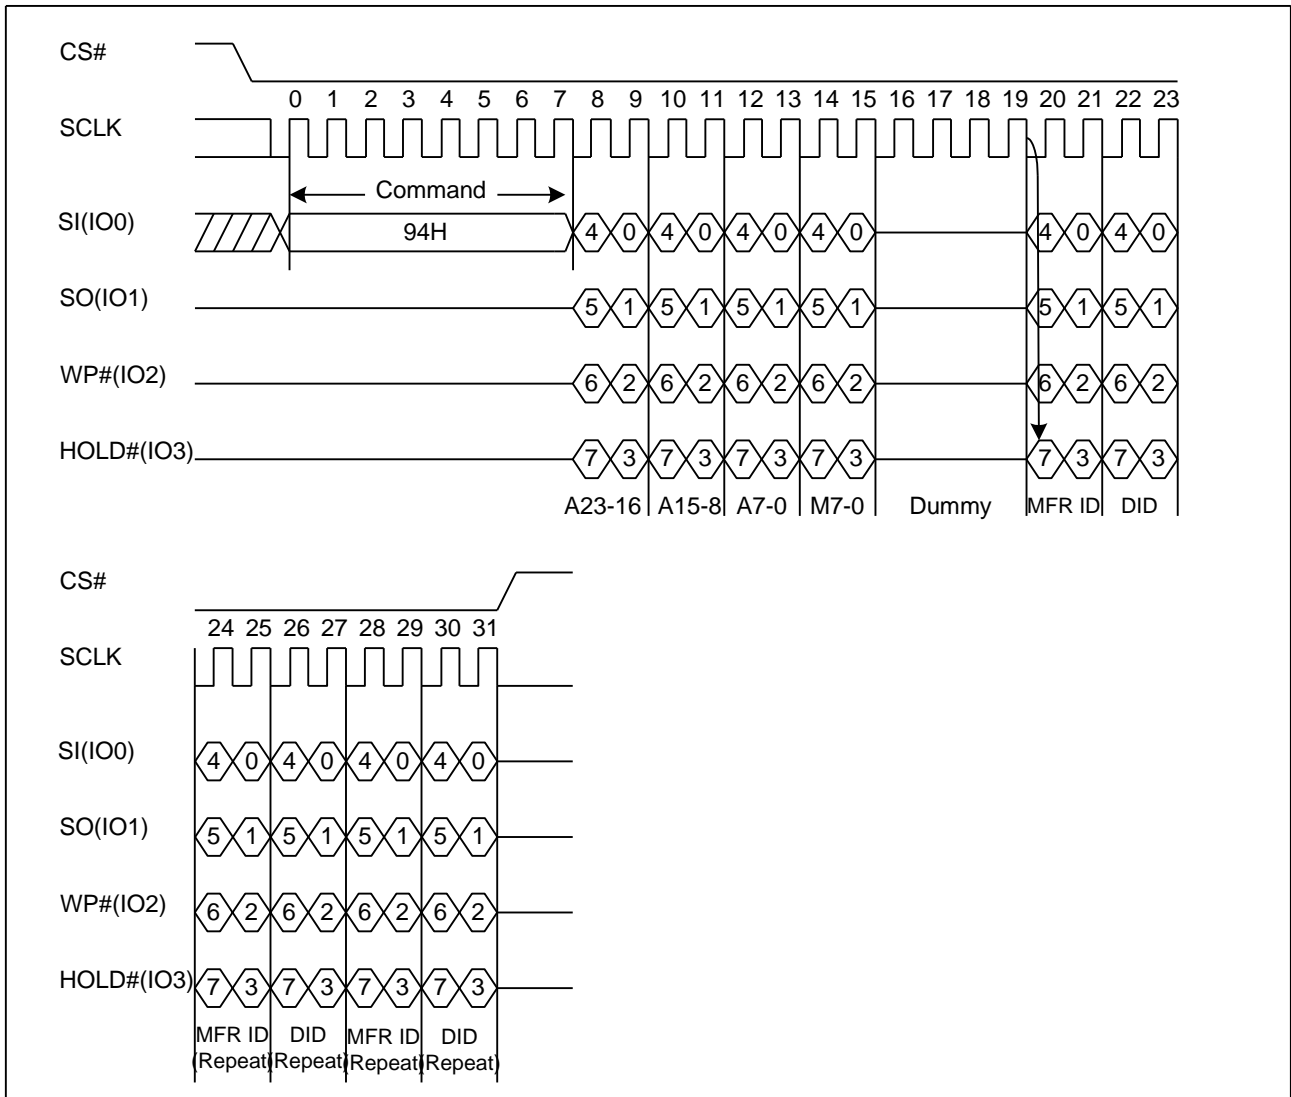 CS#
0 1 2 3 4 5 6 7 8 9 10 11 12 13 14 15 16 17 18 19 20 21 22 23
SCLK
Command
SI(IO0) 94H 4 0 4 0 4 0 4 0 4 0 4 0
SO(IO1) 5 1 5 1 5 1 5 1 5 1 5 1
WP#(IO2) 6 2 6 2 6 2 6 2 6 2 6 2
HOLD#(IO3) 7 3 7 3 7 3 7 3 7 3 7 3
A23-16 A15-8 A7-0 M7-0 Dummy MFR ID DID
CS#
24 25 26 27 28 29 30 31
SCLK
SI(IO0) 4 0 4 0 4 0 4 0
SO(IO1) 5 1 5 1 5 1 5 1
WP#(IO2) 6 2 6 2 6 2 6 2
HOLD#(IO3) 7 3 7 3 7 3 7 3
MFR ID DID MFR ID DID
(Repeat) (Repeat) (Repeat) (Repeat)